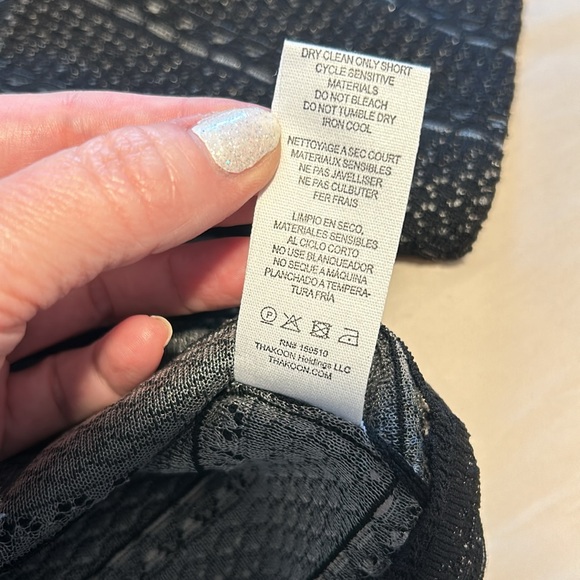 DRY CLEAN ONLY SHORT
CYCLE SENSITIVE
MATERIALS
DO NOT BLEACH
DO NOT TUMBLE DRY
IRON COOL
NETTOYAGE A SEC COURT
MATERIAUX SENSIBLES
NE PAS JAVELLISER
NE PAS CULBUTER
FER FRAIS
LIMPIO EN SECO,
MATERIALES SENSIBLES
AL CICLO CORTO
NO USE BLANQUEADOR
NO SEQUE A MÁQUINA
PLANCHADO A TEMPERA-
TURA FRÍA
P
RN# 159510
THAKOON Holdings LLC
THAKOON.COM